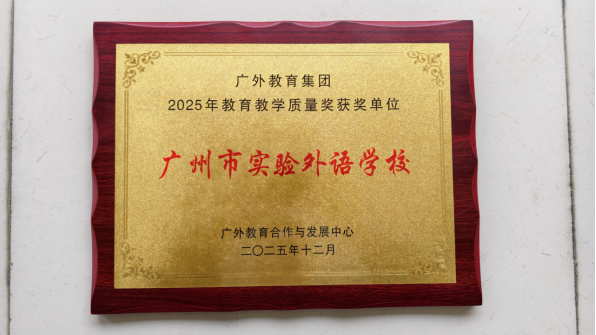 广外教育集团
2025年教育教学质量奖获奖单位
广州市实验外语学校
广外教育合作与发展中心
二〇二五年十二月